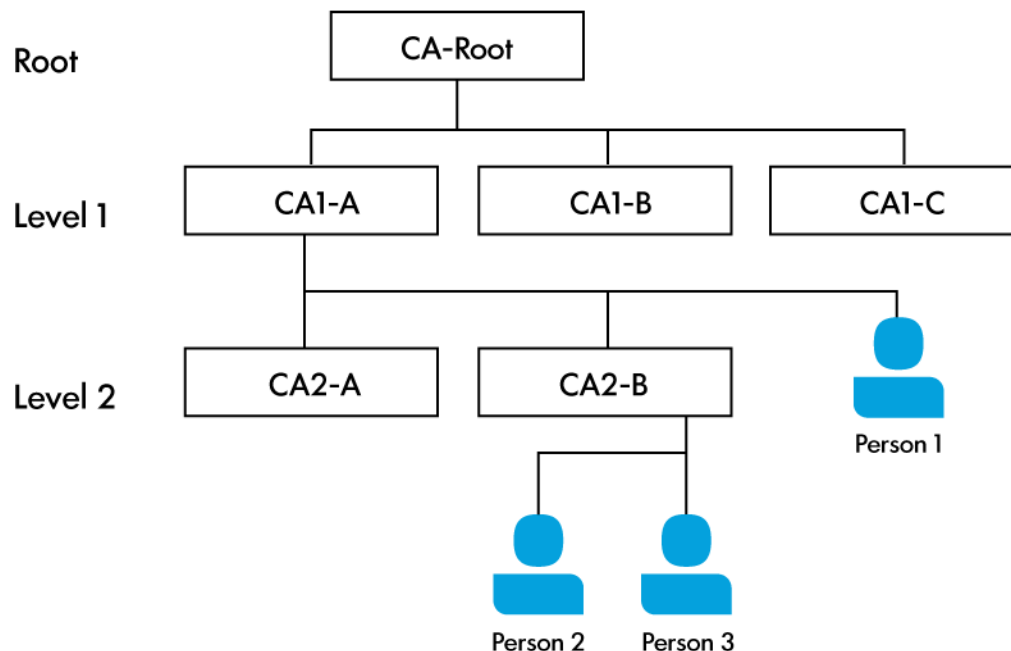 Root
CA-Root
Level 1
CA1-A
CA1-B
CA1-C
Level 2
CA2-A
CA2-B
Person 1
Person 2
Person 3